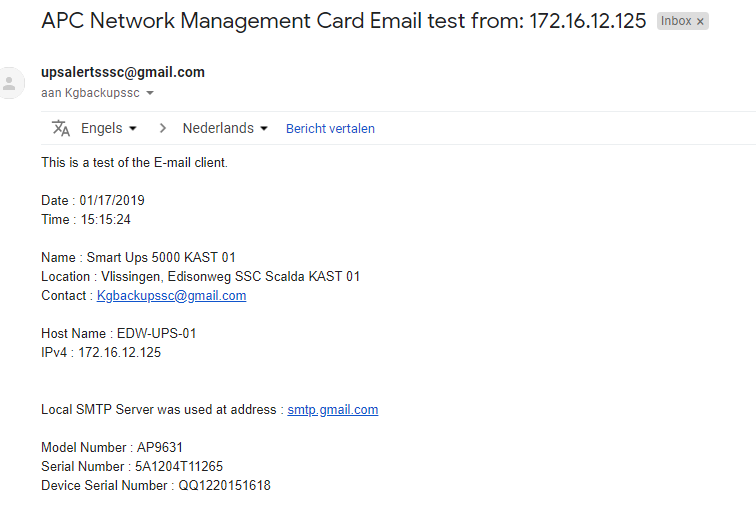 APC Network Management Card Email test from: 172.16.12.125 Inbox x
upsalertsssc@gmail.com
aan Kgbackupssc
Engels > Nederlands Bericht vertalen
This is a test of the E-mail client.
Date : 01/17/2019
Time : 15:15:24
Name : Smart Ups 5000 KAST 01
Location : Vlissingen, Edisonweg SSC Scalda KAST 01
Contact : Kgbackupssc@gmail.com
Host Name : EDW-UPS-01
IPv4 : 172.16.12.125
Local SMTP Server was used at address : smtp.gmail.com
Model Number : AP9631
Serial Number : 5A1204T11265
Device Serial Number : QQ1220151618